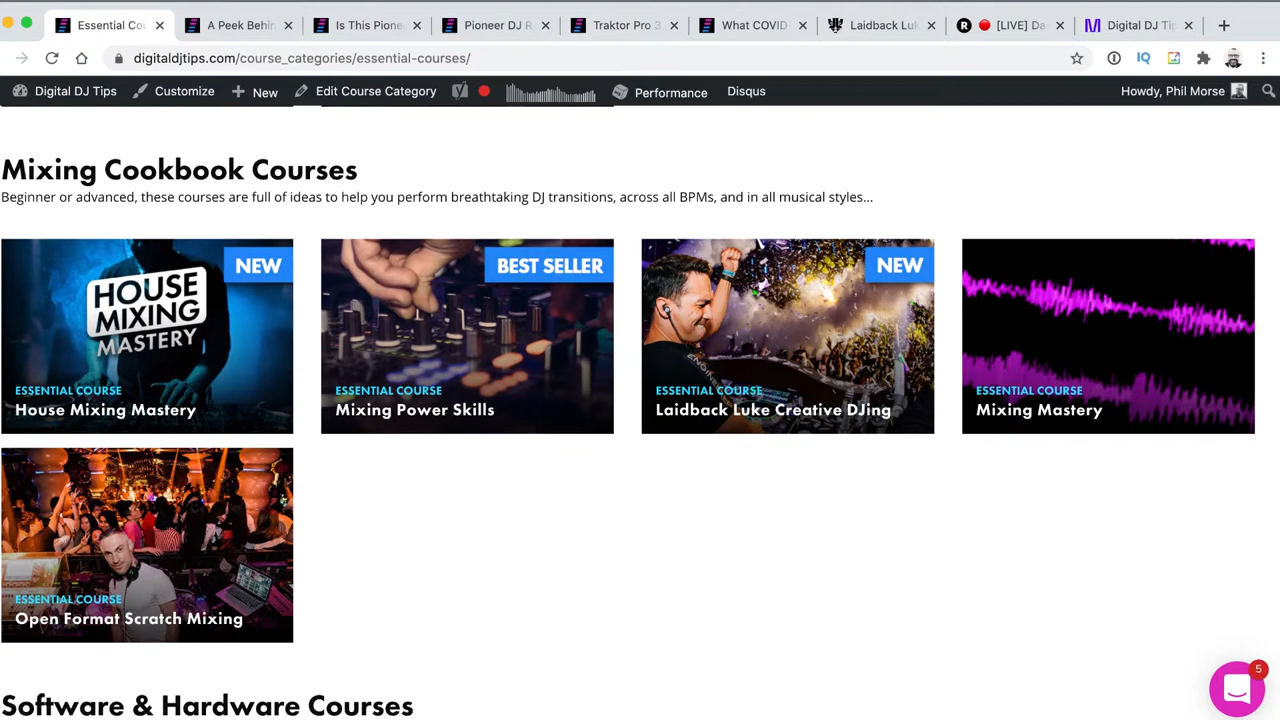 Essential Co
A Peek Behin
Is This Pione
Pioneer DJ R
Traktor Pro 3
What COVID-
Laidback Luk
[LIVE] Da
Digital DJ Tip
digitaldjtips.com/course_categories/essential-courses/
IQ
Digital DJ Tips
Customize
New
Edit Course Category
Performance
Disqus
Howdy, Phil Morse
Mixing Cookbook Courses
Beginner or advanced, these courses are full of ideas to help you perform breathtaking DJ transitions, across all BPMs, and in all musical styles...
NEW
HOUSE
MIXING
MASTERY
ESSENTIAL COURSE
House Mixing Mastery
BEST SELLER
ESSENTIAL COURSE
Mixing Power Skills
NEW
ESSENTIAL COURSE
Laidback Luke Creative DJing
ESSENTIAL COURSE
Mixing Mastery
ESSENTIAL COURSE
Open Format Scratch Mixing
Software & Hardware Courses
5